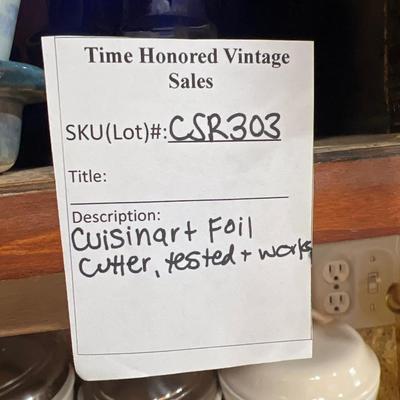 Time Honored Vintage
Sales
SKU(Lot)#: CSR303
Title:
Description:
Cuisinart Foil
Cutter, tested + works